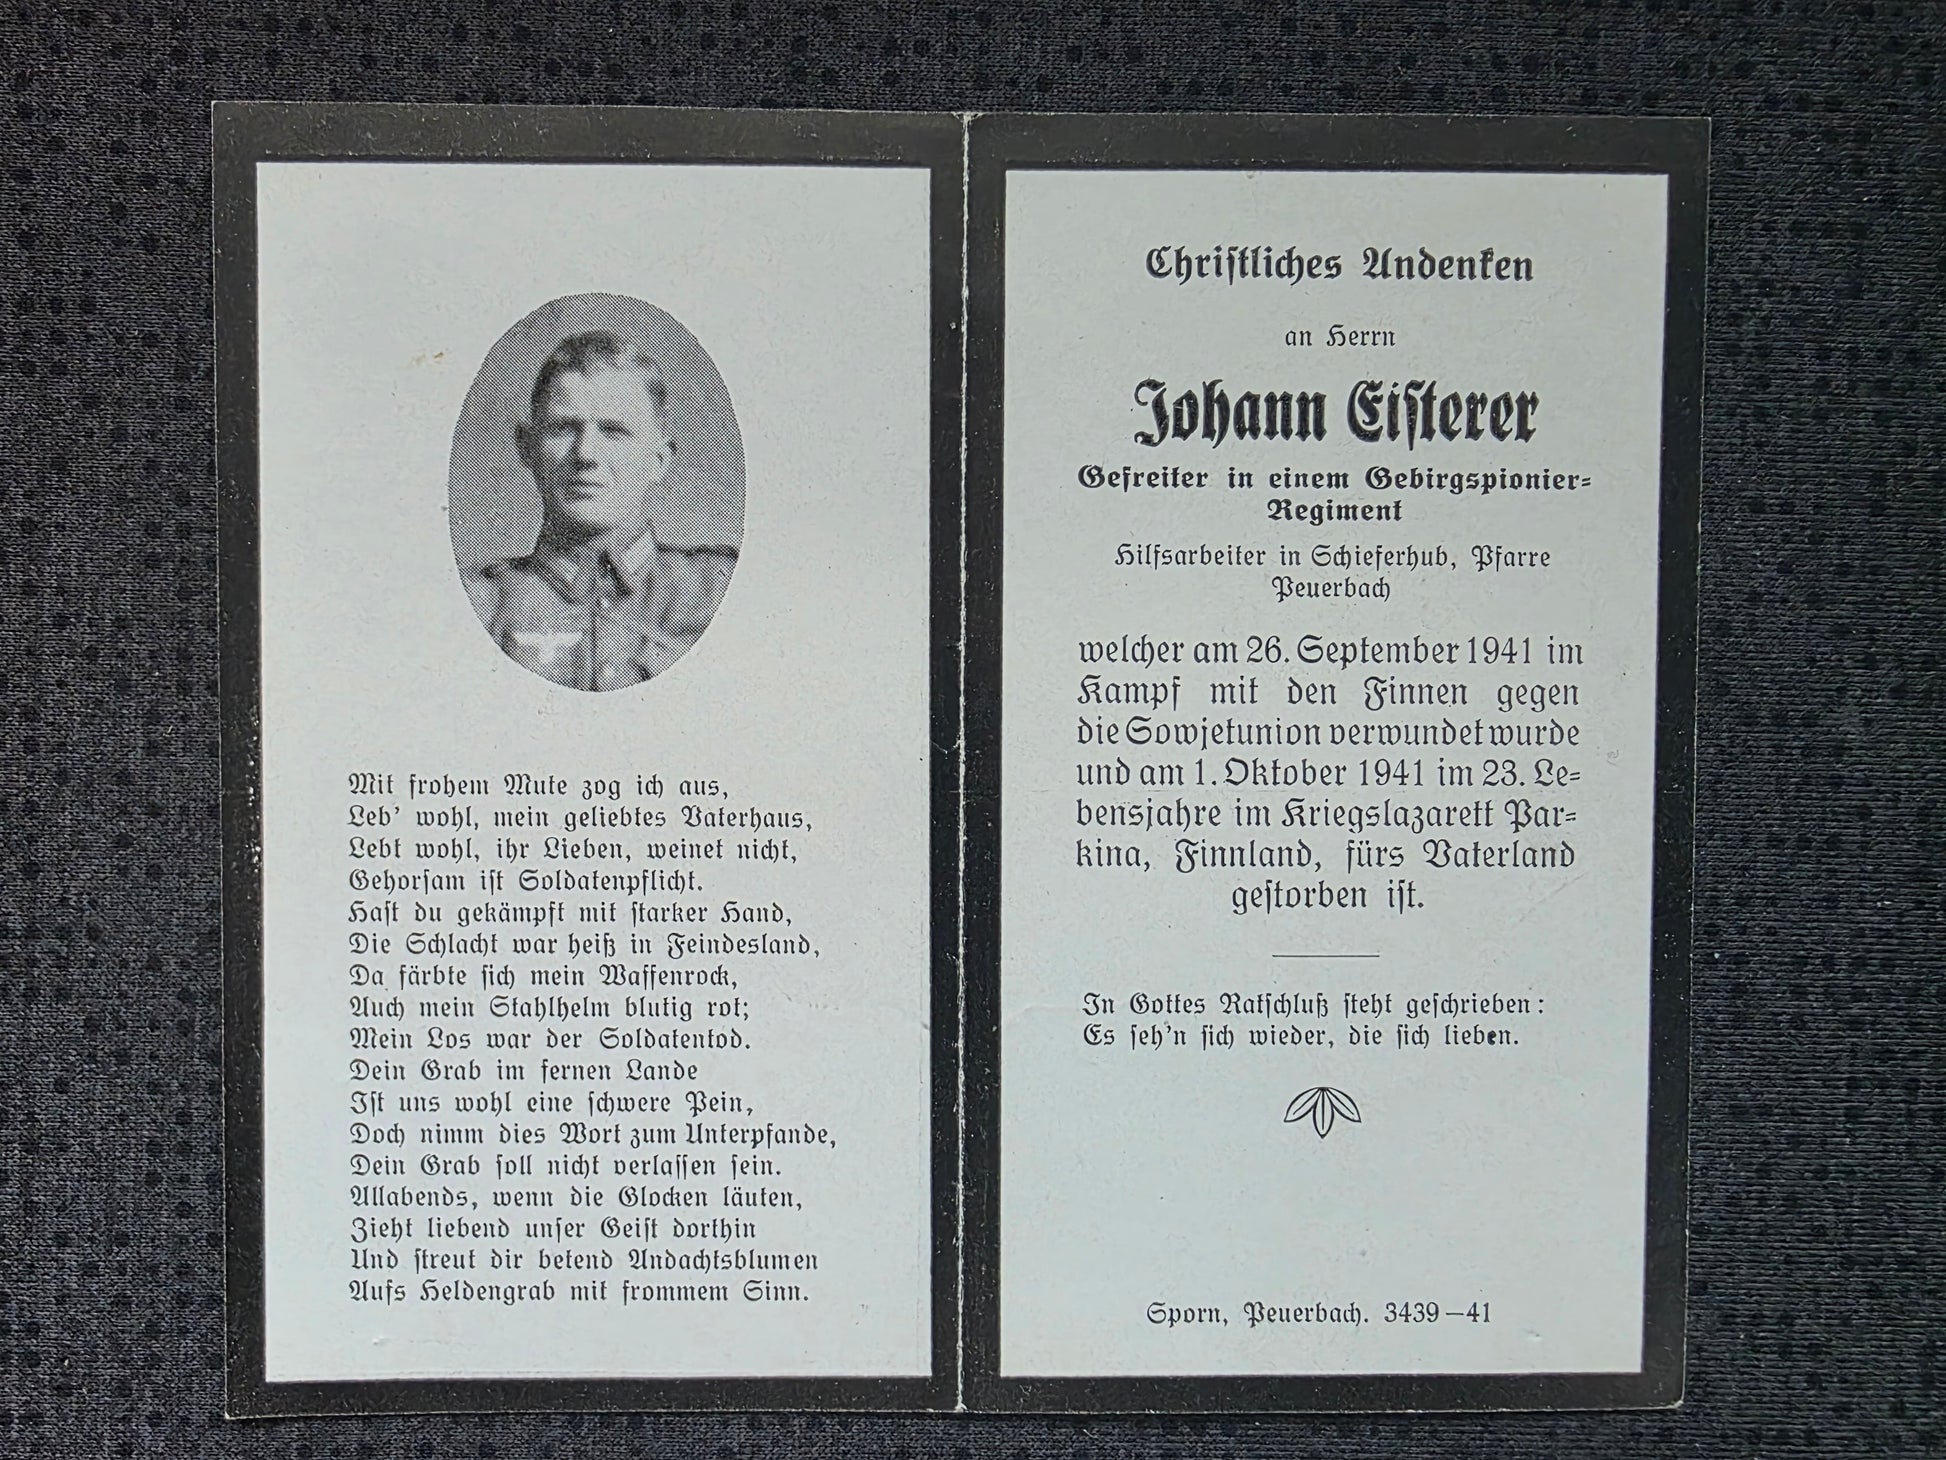 Mit frohem Mute zog ich aus,
Leb' wohl, mein geliebtes Vaterhaus,
Lebt wohl, ihr Lieben, weinet nicht,
Gehorſam iſt Soldatenpflicht.
Haſt du gekämpft mit ſtarker Hand,
Die Schlacht war heiß in Feindesland,
Da färbte ſich mein Waffenrock,
Auch mein Stahlhelm blutig rot;
Mein Los war der Soldatentod.
Dein Grab im fernen Lande
Iſt uns wohl eine ſchwere Pein,
Doch nimm dies Wort zum Unterpfande,
Dein Grab ſoll nicht verlaſſen ſein.
Allabends, wenn die Glocken läuten,
Zieht liebend unſer Geiſt dorthin
Und ſtreut dir betend Andachtsblumen
Aufs Heldengrab mit frommem Sinn.
Chriſtliches Andenken
an Herrn
Johann Eiſterer
Gefreiter in einem Gebirgspionier-
Regiment
Hilfsarbeiter in Schieferhub, Pfarre
Peuerbach
welcher am 26. September 1941 im
Kampf mit den Finnen gegen
die Sowjetunion verwundet wurde
und am 1. Oktober 1941 im 23. Le-
bensjahre im Kriegslazarett Par-
kina, Finnland, fürs Vaterland
geſtorben iſt.
In Gottes Ratſchluß ſteht geſchrieben:
Es ſeh'n ſich wieder, die ſich lieben.
Sporn, Peuerbach. 3439—41